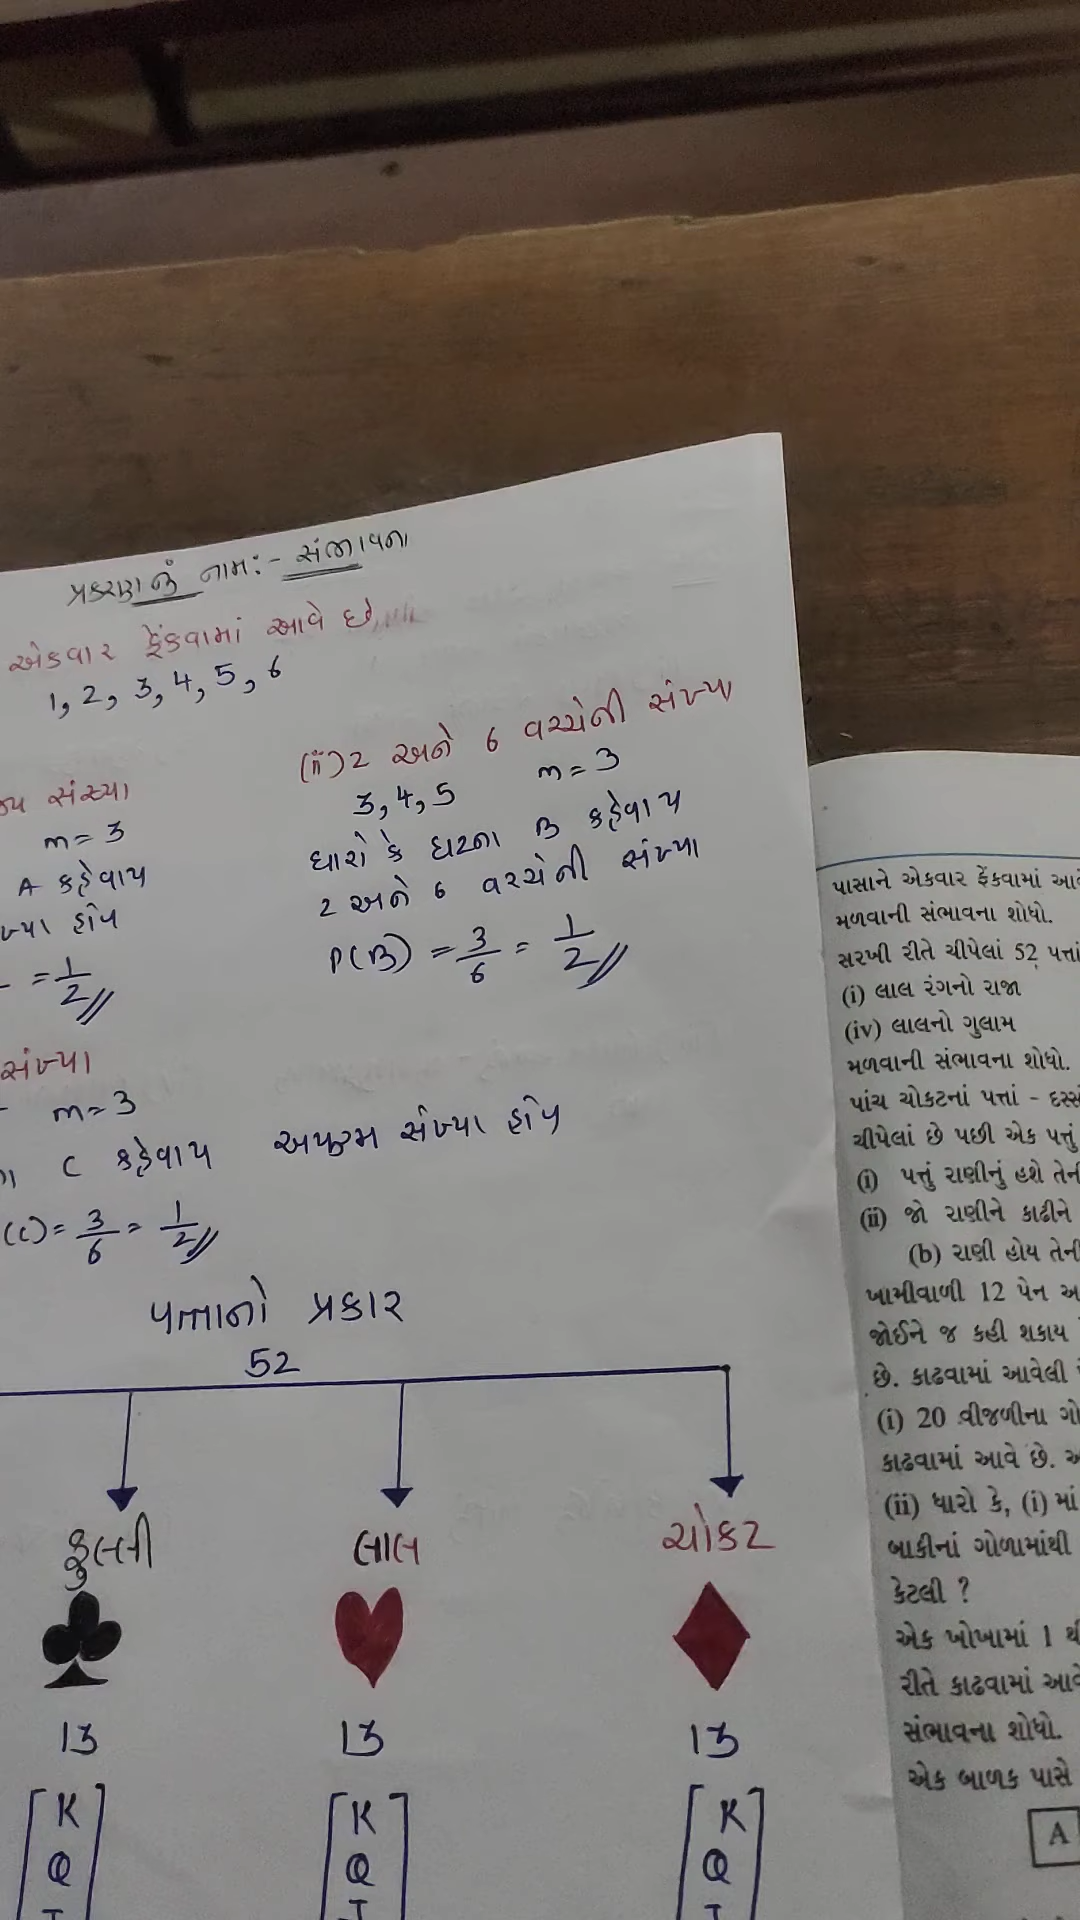 પ્રકરણનું નામ:- સંભાવના
એકવાર ફેંકવામાં આવે છે
1, 2, 3, 4, 5, 6
સંખ્યા
m = 3
A કહેવાય
ખ્યા હોય
= 1/2
(ii) 2 અને 6 વચ્ચેની સંખ્યા
3, 4, 5 m = 3
ધારો કે ઘટના B કહેવાય
2 અને 6 વચ્ચેની સંખ્યા
P(B) = 3/6 = 1/2
સંખ્યા
m = 3
C કહેવાય અયુગ્મ સંખ્યા હોય
(C) = 3/6 = 1/2
પત્તાનો પ્રકાર
52
ફુલ્લી લાલ ચોકટ
13 13 13
K K K
Q Q Q
પાસાને એકવાર ફેંકવામાં આવે
મળવાની સંભાવના શોધો.
સરખી રીતે ચીપેલાં 52 પત્તાં
(i) લાલ રંગનો રાજા
(iv) લાલનો ગુલામ
મળવાની સંભાવના શોધો.
પાંચ ચોકટનાં પત્તાં - દસ્સ
ચીપેલાં છે પછી એક પત્તું
(i) પત્તું રાણીનું હશે તેની
(ii) જો રાણીને કાઢીને
(b) રાણી હોય તેની
ખામીવાળી 12 પેન અ
જોઈને જ કહી શકાય
છે. કાઢવામાં આવેલી
(i) 20 વીજળીના ગો
કાઢવામાં આવે છે. અ
(ii) ધારો કે, (i) માં
બાકીનાં ગોળામાંથી
કેટલી ?
એક ખોખામાં 1 થી
રીતે કાઢવામાં આવે
સંભાવના શોધો.
એક બાળક પાસે
A